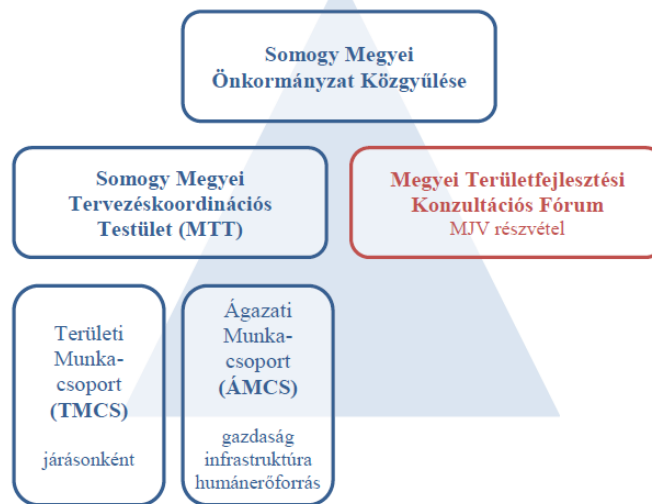 Somogy Megyei
Önkormányzat Közgyűlése
Somogy Megyei
Tervezéskoordinációs
Testület (MTT)
Megyei Területfejlesztési
Konzultációs Fórum
MJV részvétel
Területi
Munka-
csoport
(TMCS)
járásonként
Ágazati
Munka-
csoport
(ÁMCS)
gazdaság
infrastruktúra
humánerőforrás